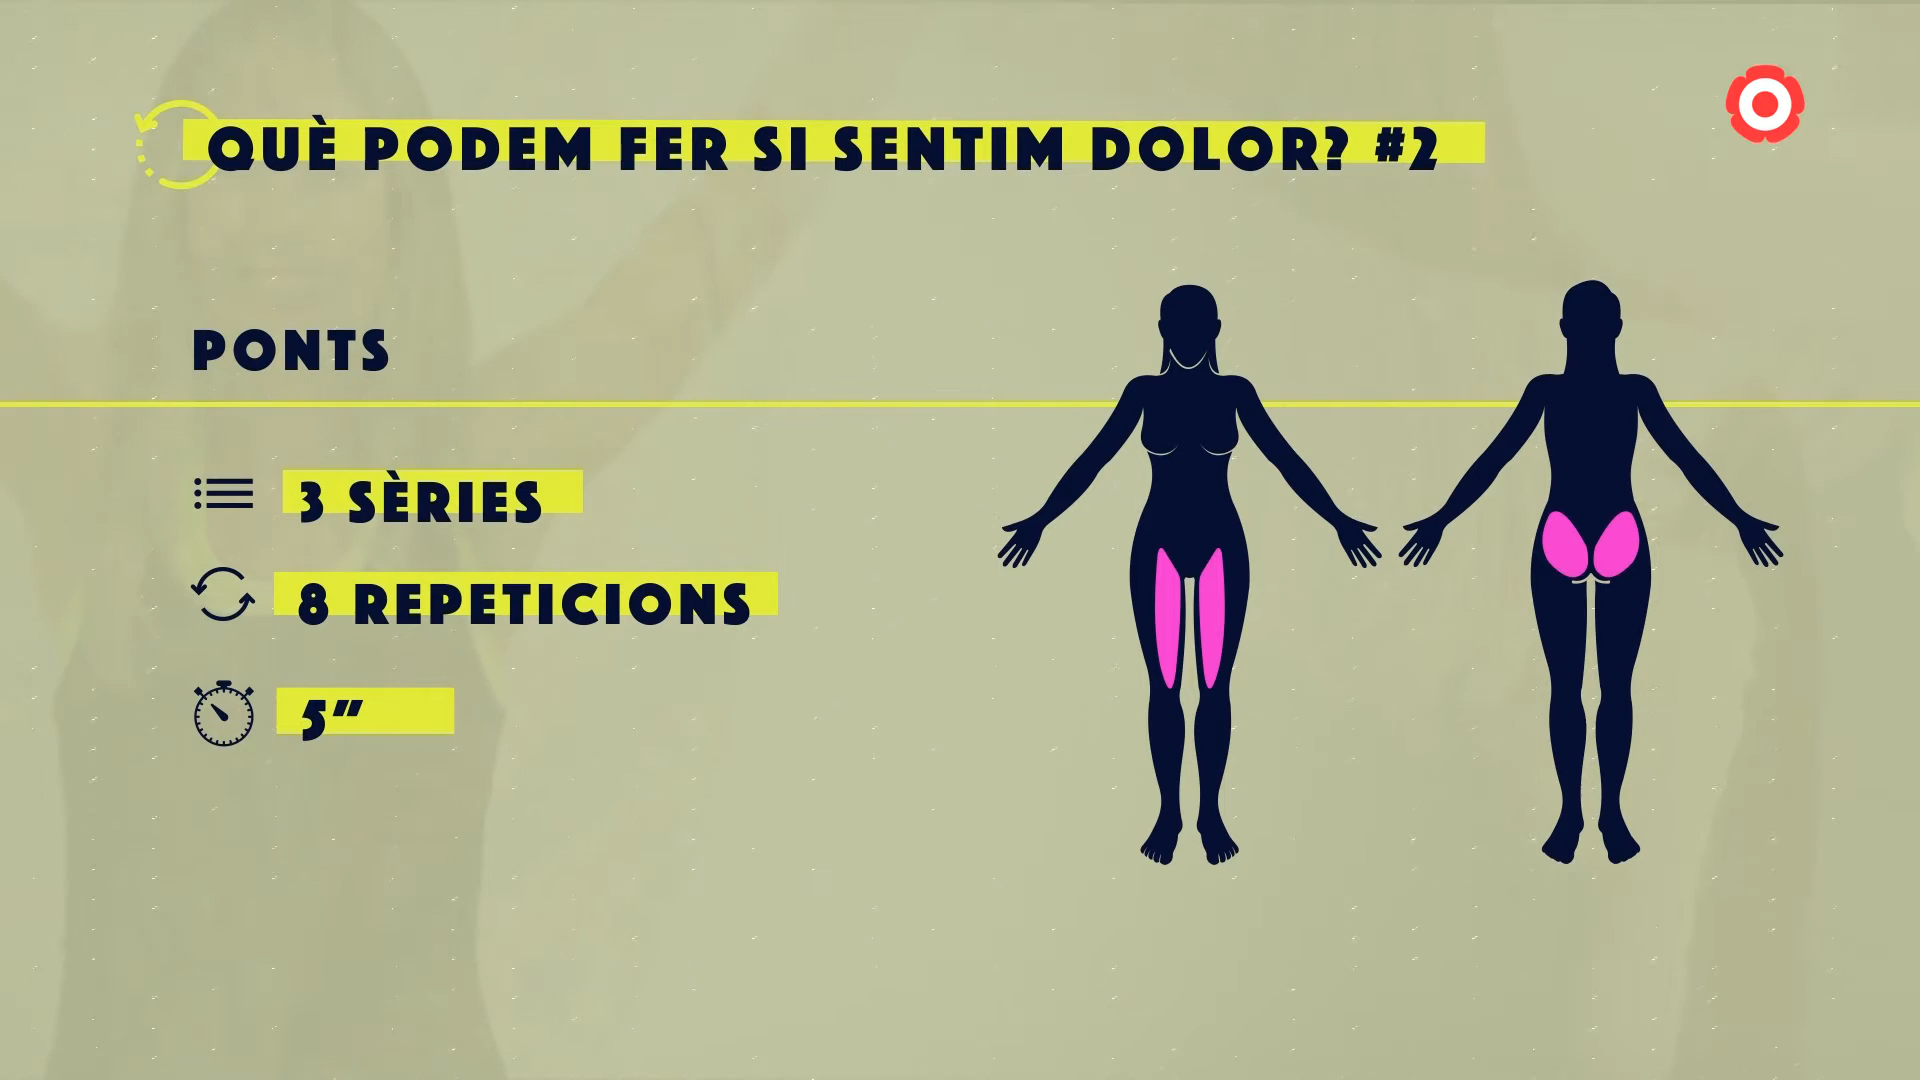 QUÈ PODEM FER SI SENTIM DOLOR? #2
PONTS
3 SÈRIES
8 REPETICIONS
5"